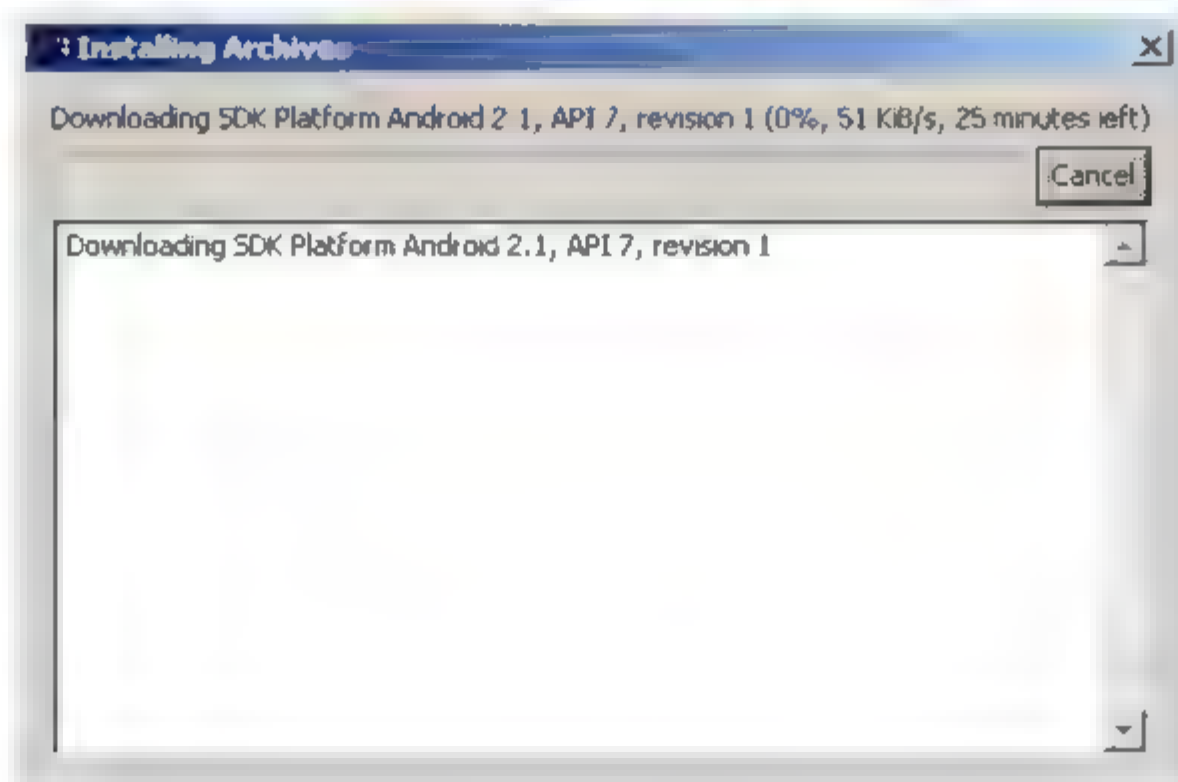 Installing Archives
Downloading SDK Platform Android 2.1, API 7, revision 1 (0%, 51 KiB/s, 25 minutes left)
Cancel
Downloading SDK Platform Android 2.1, API 7, revision 1